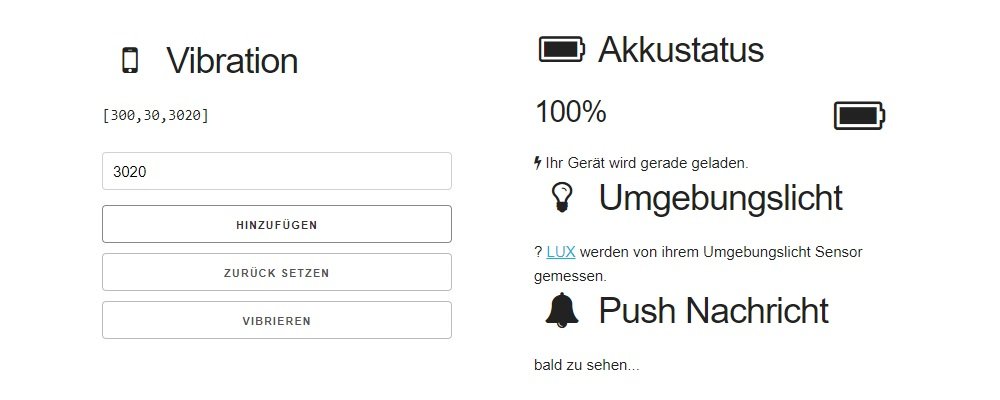 Vibration
[300,30,3020]
3020
HINZUFÜGEN
ZURÜCK SETZEN
VIBRIEREN
Akkustatus
100%
Ihr Gerät wird gerade geladen.
Umgebungslicht
? LUX werden von ihrem Umgebungslicht Sensor
gemessen.
Push Nachricht
bald zu sehen...